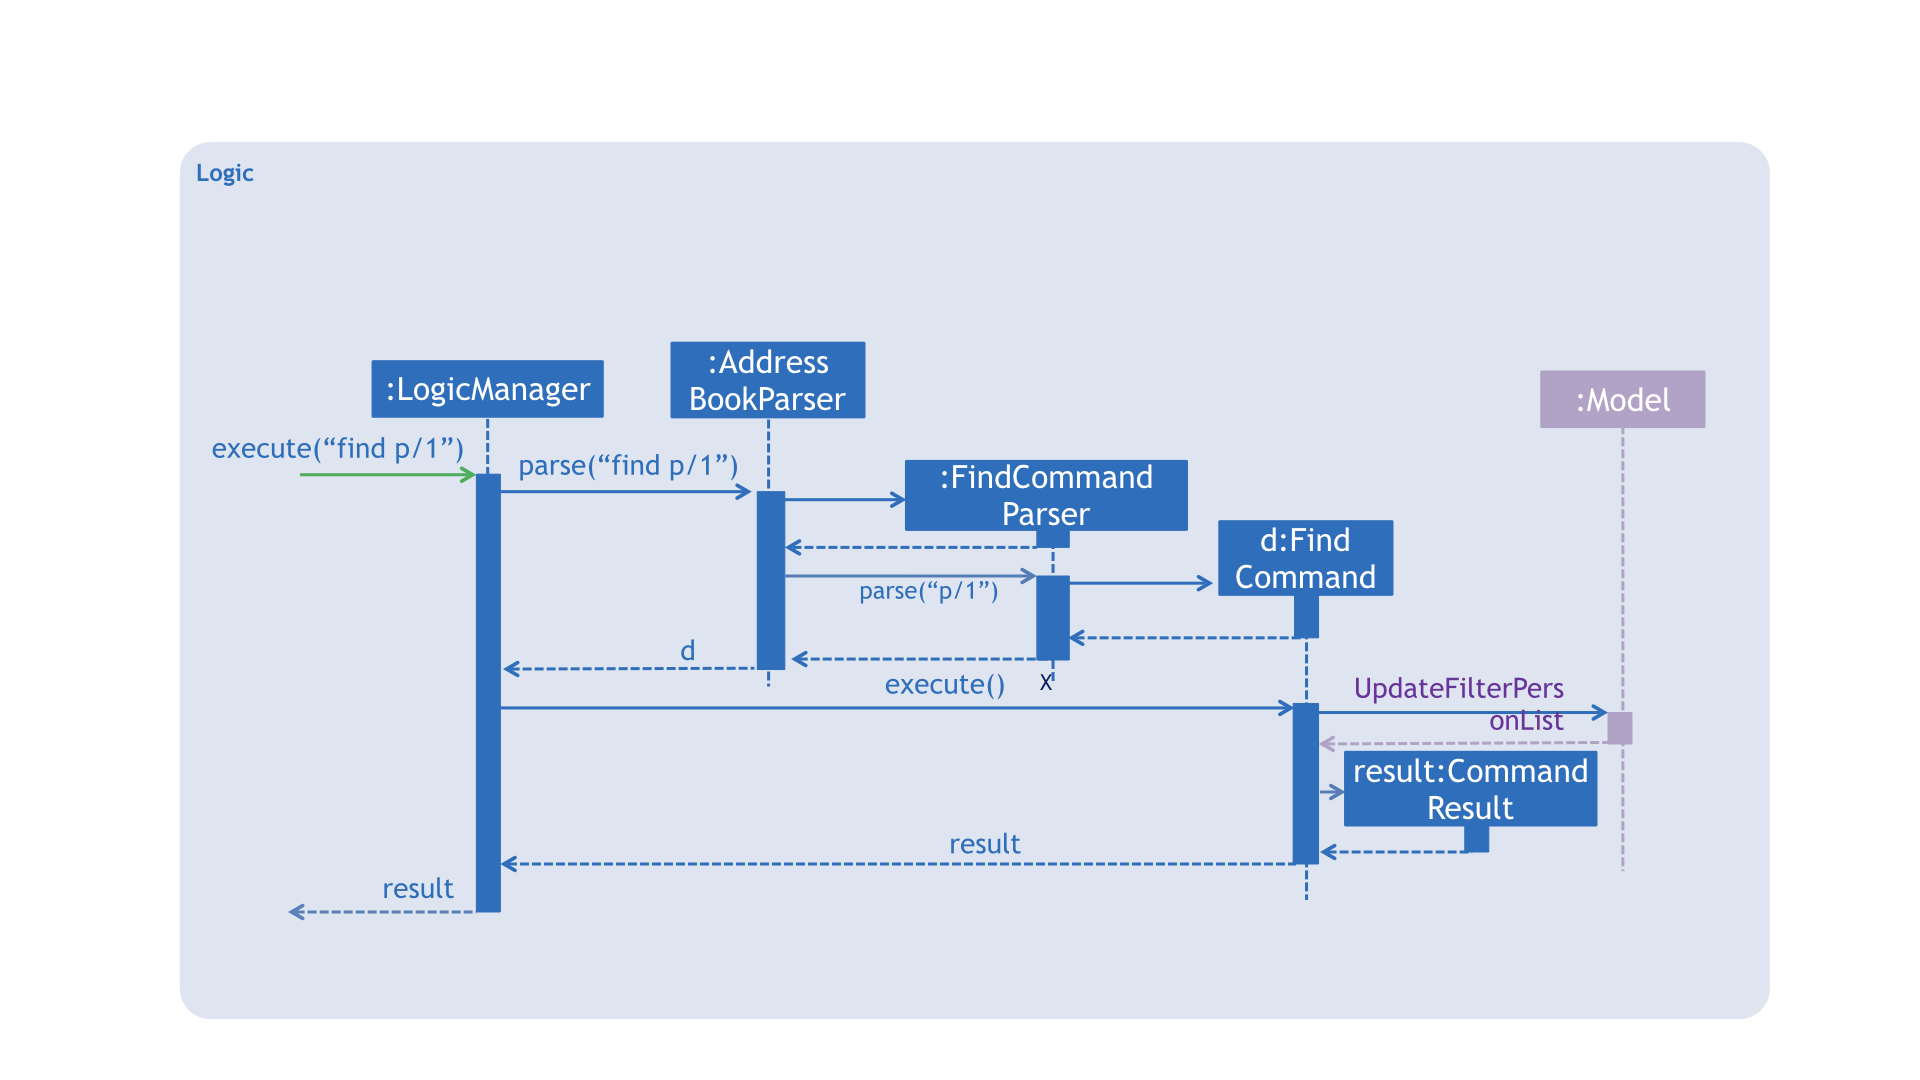 Logic
:Address
BookParser
:LogicManager
:Model
execute(“find p/1”)
parse(“find p/1”)
:FindCommand
Parser
d:Find
Command
parse(“p/1”)
d
execute()
X
UpdateFilterPers
onList
result:Command
Result
result
result